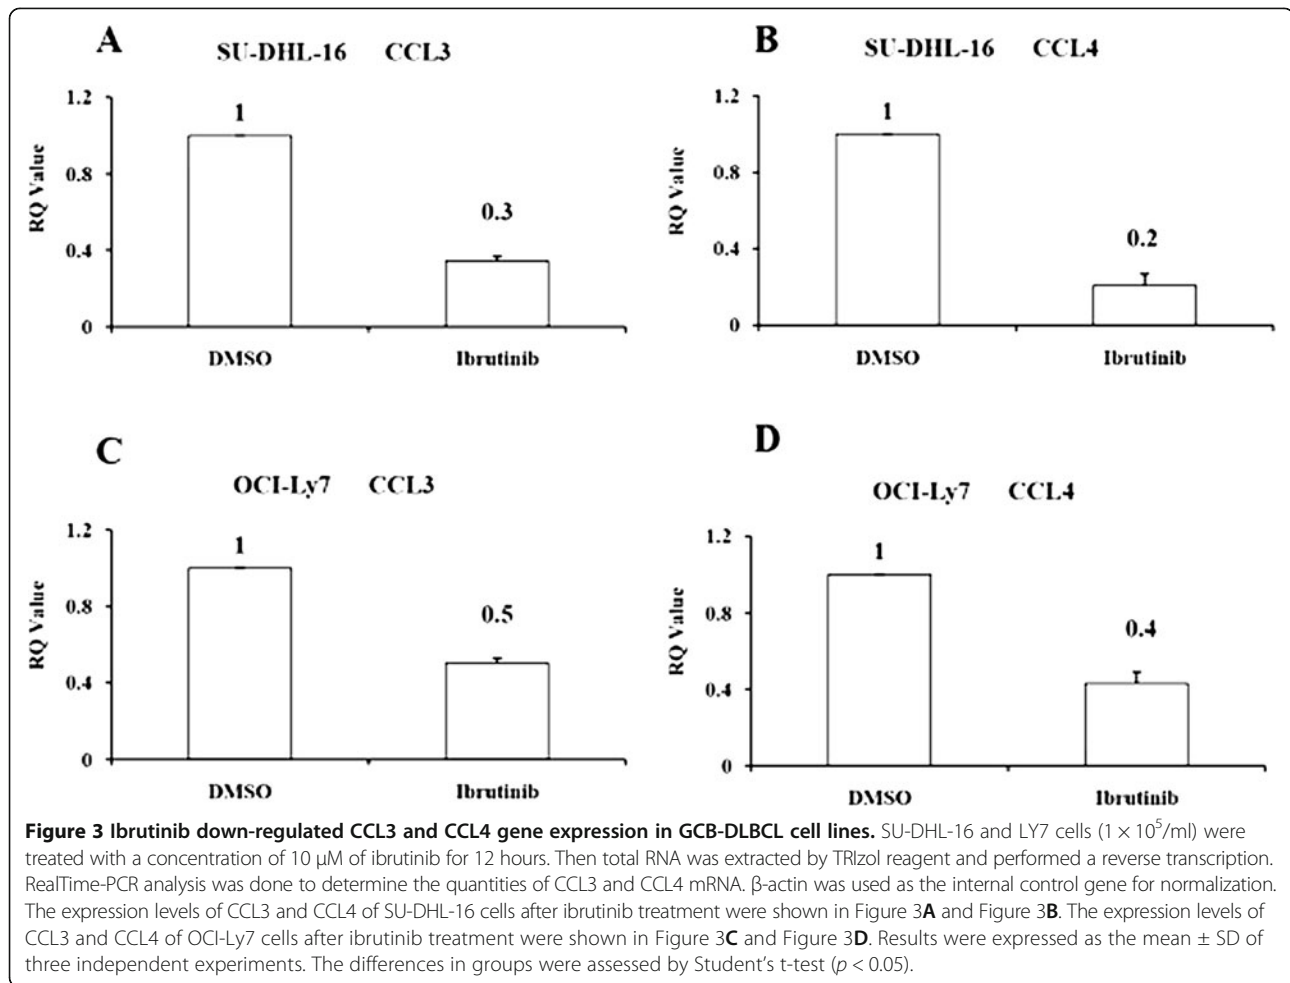 A
SU-DHL-16 CCL3
1.2
1
0.8
RQ Value
0.3
0.4
0
DMSO
Ibrutinib
B
SU-DHL-16 CCL4
1.2
1
0.8
RQ Value
0.4
0.2
0
DMSO
Ibrutinib
C
OCI-Ly7 CCL3
1.2
1
0.8
RQ Value
0.5
0.4
0
DMSO
Ibrutinib
D
OCI-Ly7 CCL4
1.2
1
0.8
RQ Value
0.4
0.4
0
DMSO
Ibrutinib
Figure 3 Ibrutinib down-regulated CCL3 and CCL4 gene expression in GCB-DLBCL cell lines. SU-DHL-16 and LY7 cells (1 × 10⁵/ml) were
treated with a concentration of 10 μM of ibrutinib for 12 hours. Then total RNA was extracted by TRIzol reagent and performed a reverse transcription.
RealTime-PCR analysis was done to determine the quantities of CCL3 and CCL4 mRNA. β-actin was used as the internal control gene for normalization.
The expression levels of CCL3 and CCL4 of SU-DHL-16 cells after ibrutinib treatment were shown in Figure 3A and Figure 3B. The expression levels of
CCL3 and CCL4 of OCI-Ly7 cells after ibrutinib treatment were shown in Figure 3C and Figure 3D. Results were expressed as the mean ± SD of
three independent experiments. The differences in groups were assessed by Student's t-test (p < 0.05).